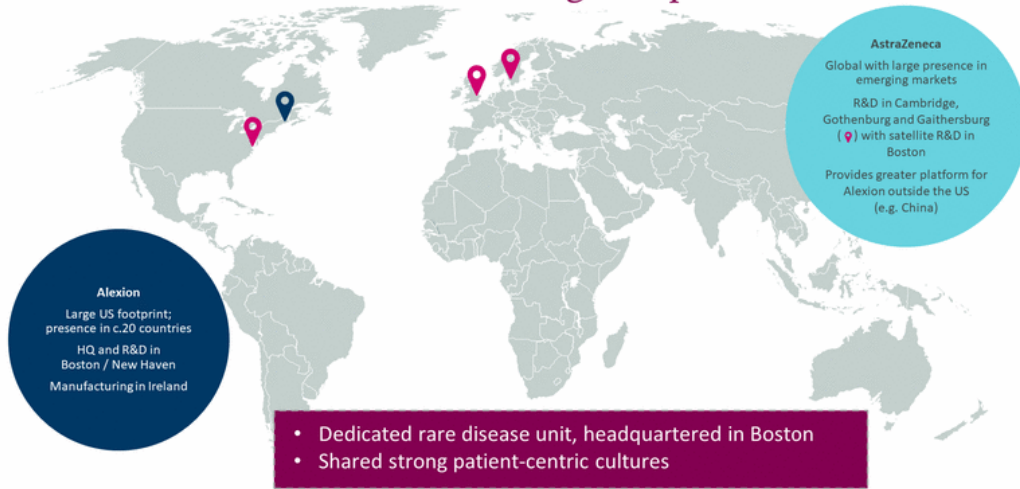 AstraZeneca
Global with large presence in
emerging markets
R&D in Cambridge,
Gothenburg and Gaithersburg
( ) with satellite R&D in
Boston
Provides greater platform for
Alexion outside the US
(e.g. China)
Alexion
Large US footprint;
presence in c.20 countries
HQ and R&D in
Boston / New Haven
Manufacturing in Ireland
• Dedicated rare disease unit, headquartered in Boston
• Shared strong patient-centric cultures